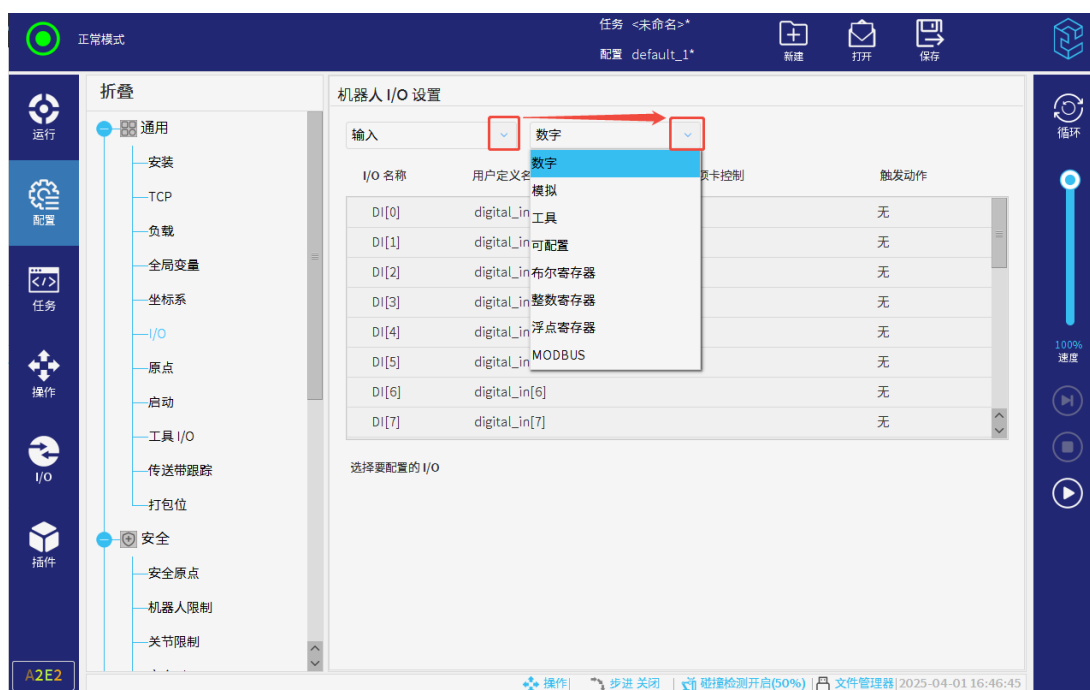 正常模式
任务 <未命名>*
配置 default_1*
新建
打开
保存
运行
配置
任务
操作
I/O
插件
A2E2
折叠
通用
安装
TCP
负载
全局变量
坐标系
I/O
原点
启动
工具 I/O
传送带跟踪
打包位
安全
安全原点
机器人限制
关节限制
机器人 I/O 设置
输入 数字
数字
模拟
工具
可配置
布尔寄存器
整数寄存器
浮点寄存器
MODBUS
I/O 名称 用户定义名 卡控制 触发动作
DI[0] digital_in 无
DI[1] digital_in 无
DI[2] digital_in 无
DI[3] digital_in 无
DI[4] digital_in 无
DI[5] digital_in 无
DI[6] digital_in[6] 无
DI[7] digital_in[7] 无
选择要配置的 I/O
循环
100%
速度
操作| 步进 关闭 | 碰撞检测开启(50%) | 文件管理器|2025-04-01 16:46:45